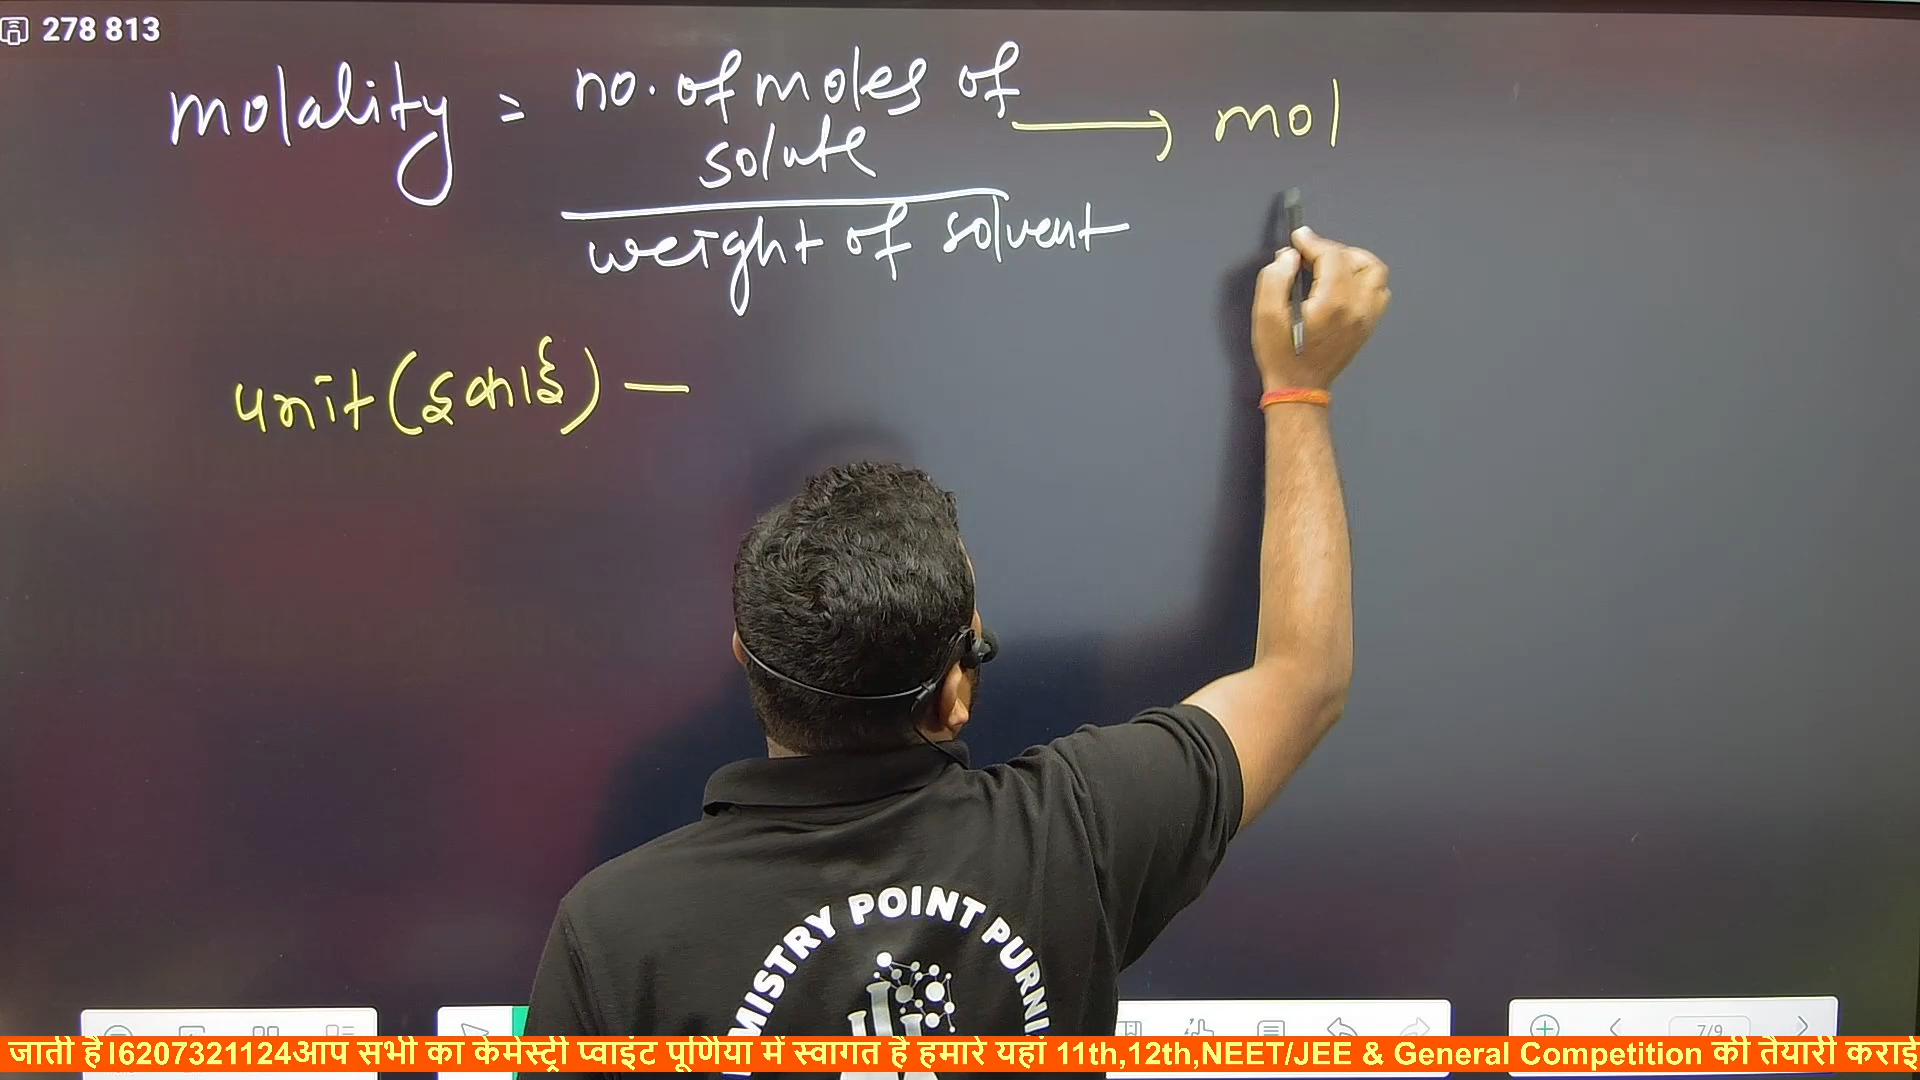 278 813
molality = no. of moles of
solute
→ mol
weight of solvent
unit (इकाई) —
MISTRY POINT PURNI
7/9
जाती है।6207321124आप सभी का केमेस्ट्री प्वाइंट पूर्णिया में स्वागत है हमारे यहां 11th,12th,NEET/JEE & General Competition की तैयारी कराई